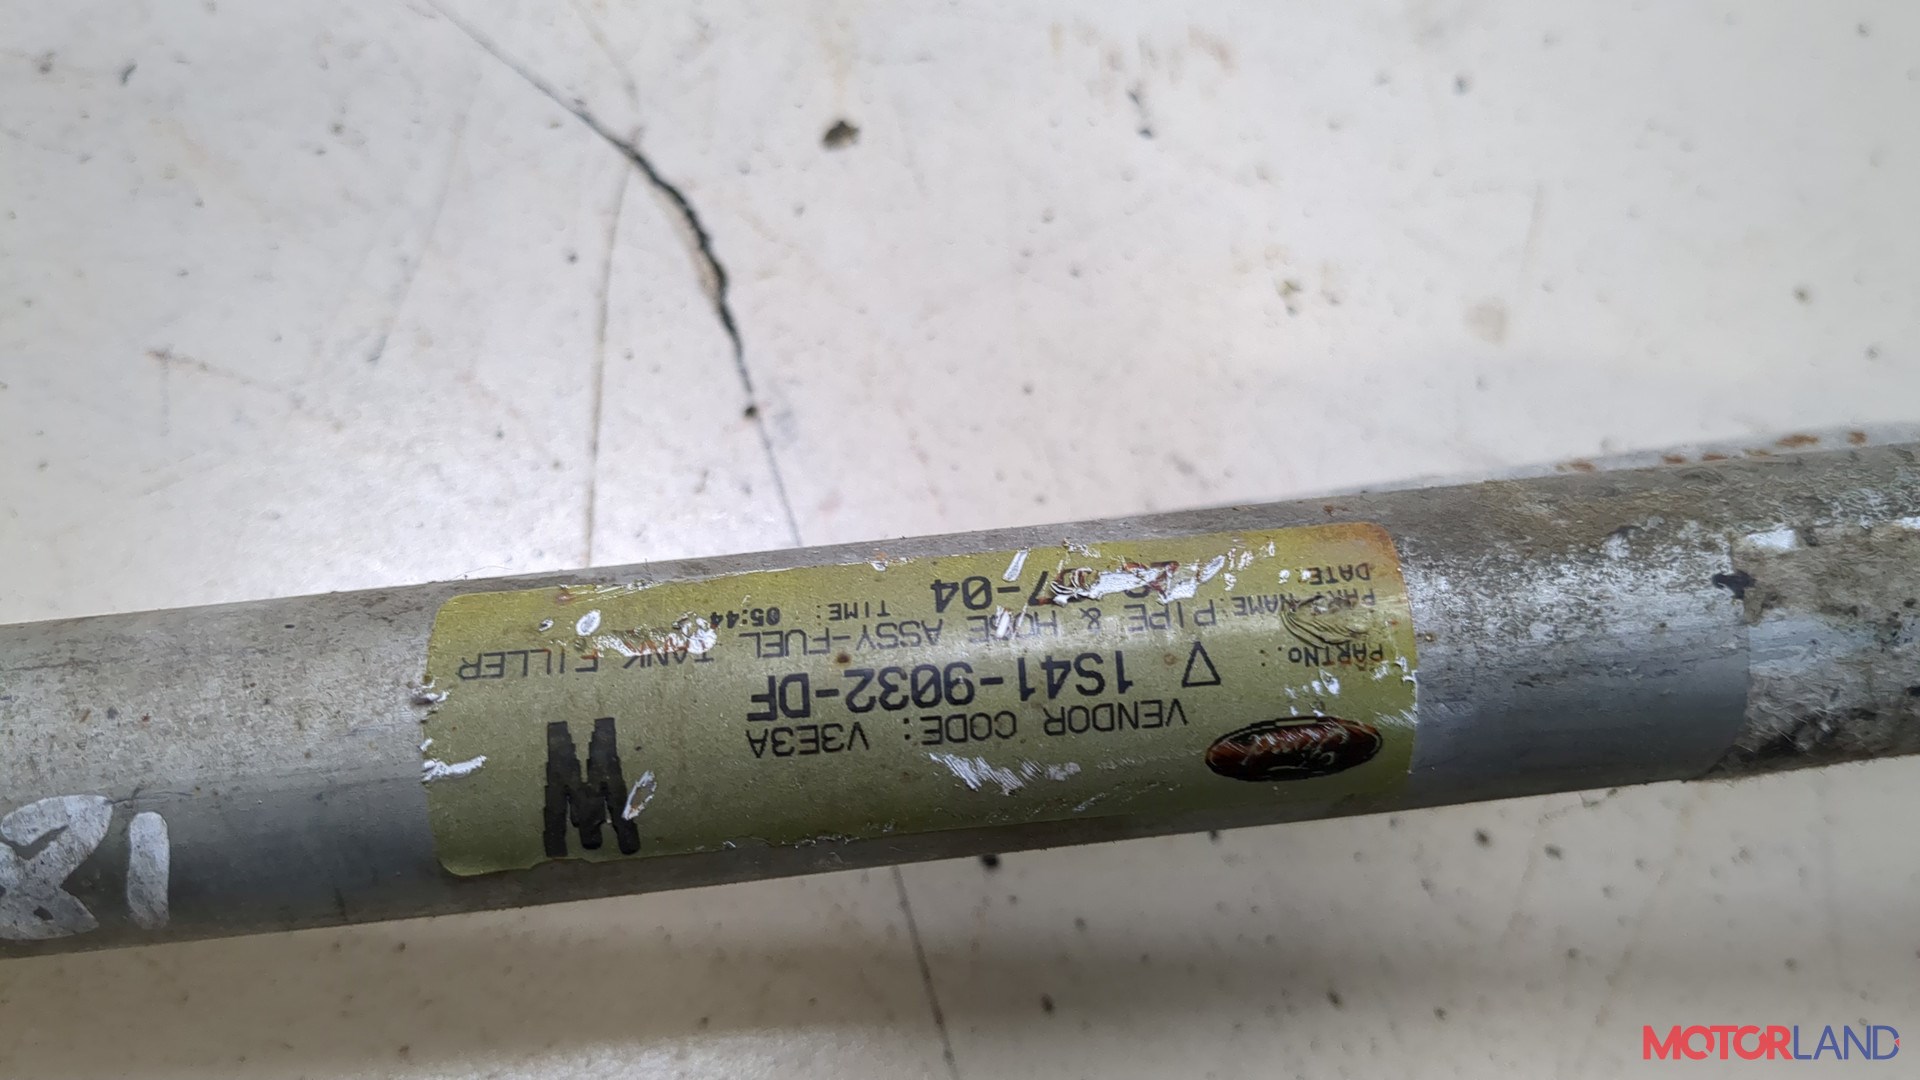 VENDOR CODE: V3E3A
PARTNo.: ▽ 1S41-9032-DF
PART NAME: PIPE & HOSE ASSY-FUEL TANK FILLER
DATE: -04 TIME: 05:44
M
MOTORLAND